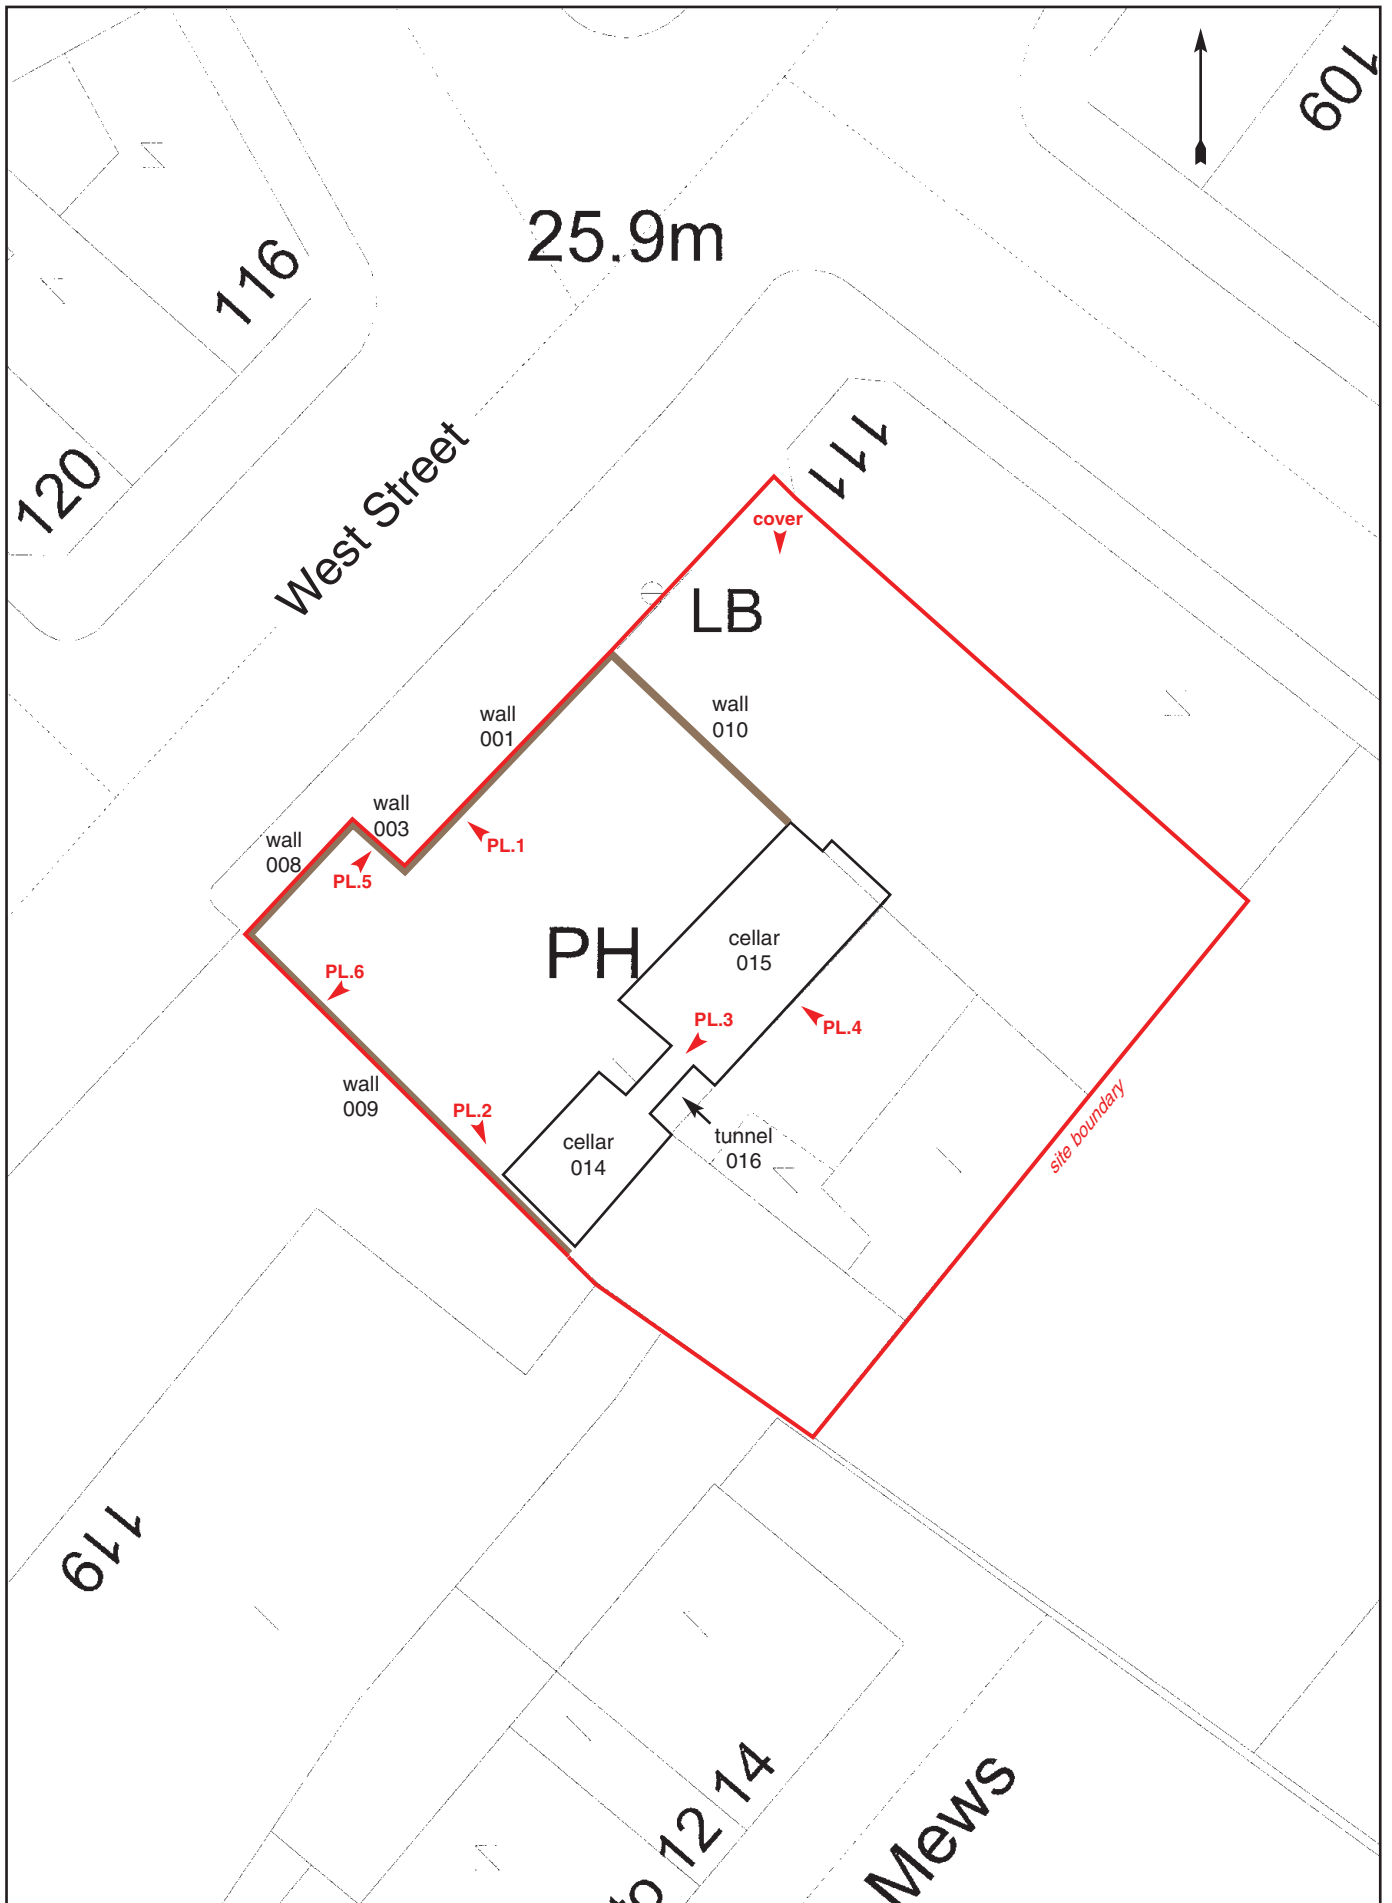 109
25.9m
116
111
West Street
120
cover
LB
wall
010
wall
001
wall
003
wall
008
PL.1
PL.5
PH
cellar
015
PL.6
PL.3
PL.4
wall
009
PL.2
tunnel
016
cellar
014
site boundary
119
14
to 12
Mews